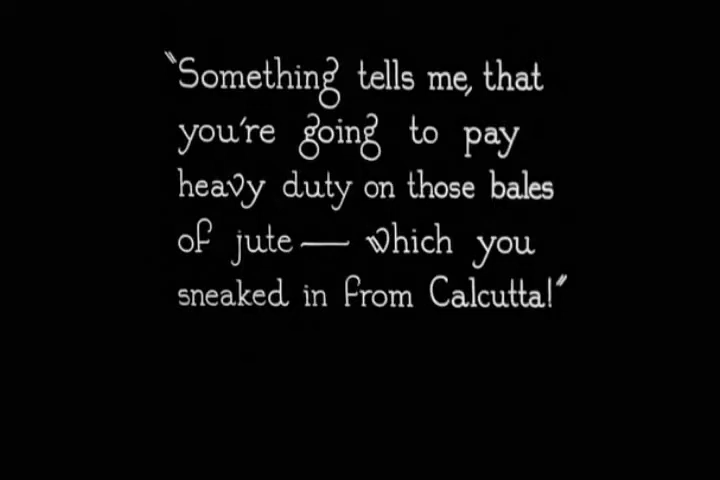 "Something tells me, that
you're going to pay
heavy duty on those bales
of jute — which you
sneaked in from Calcutta!"